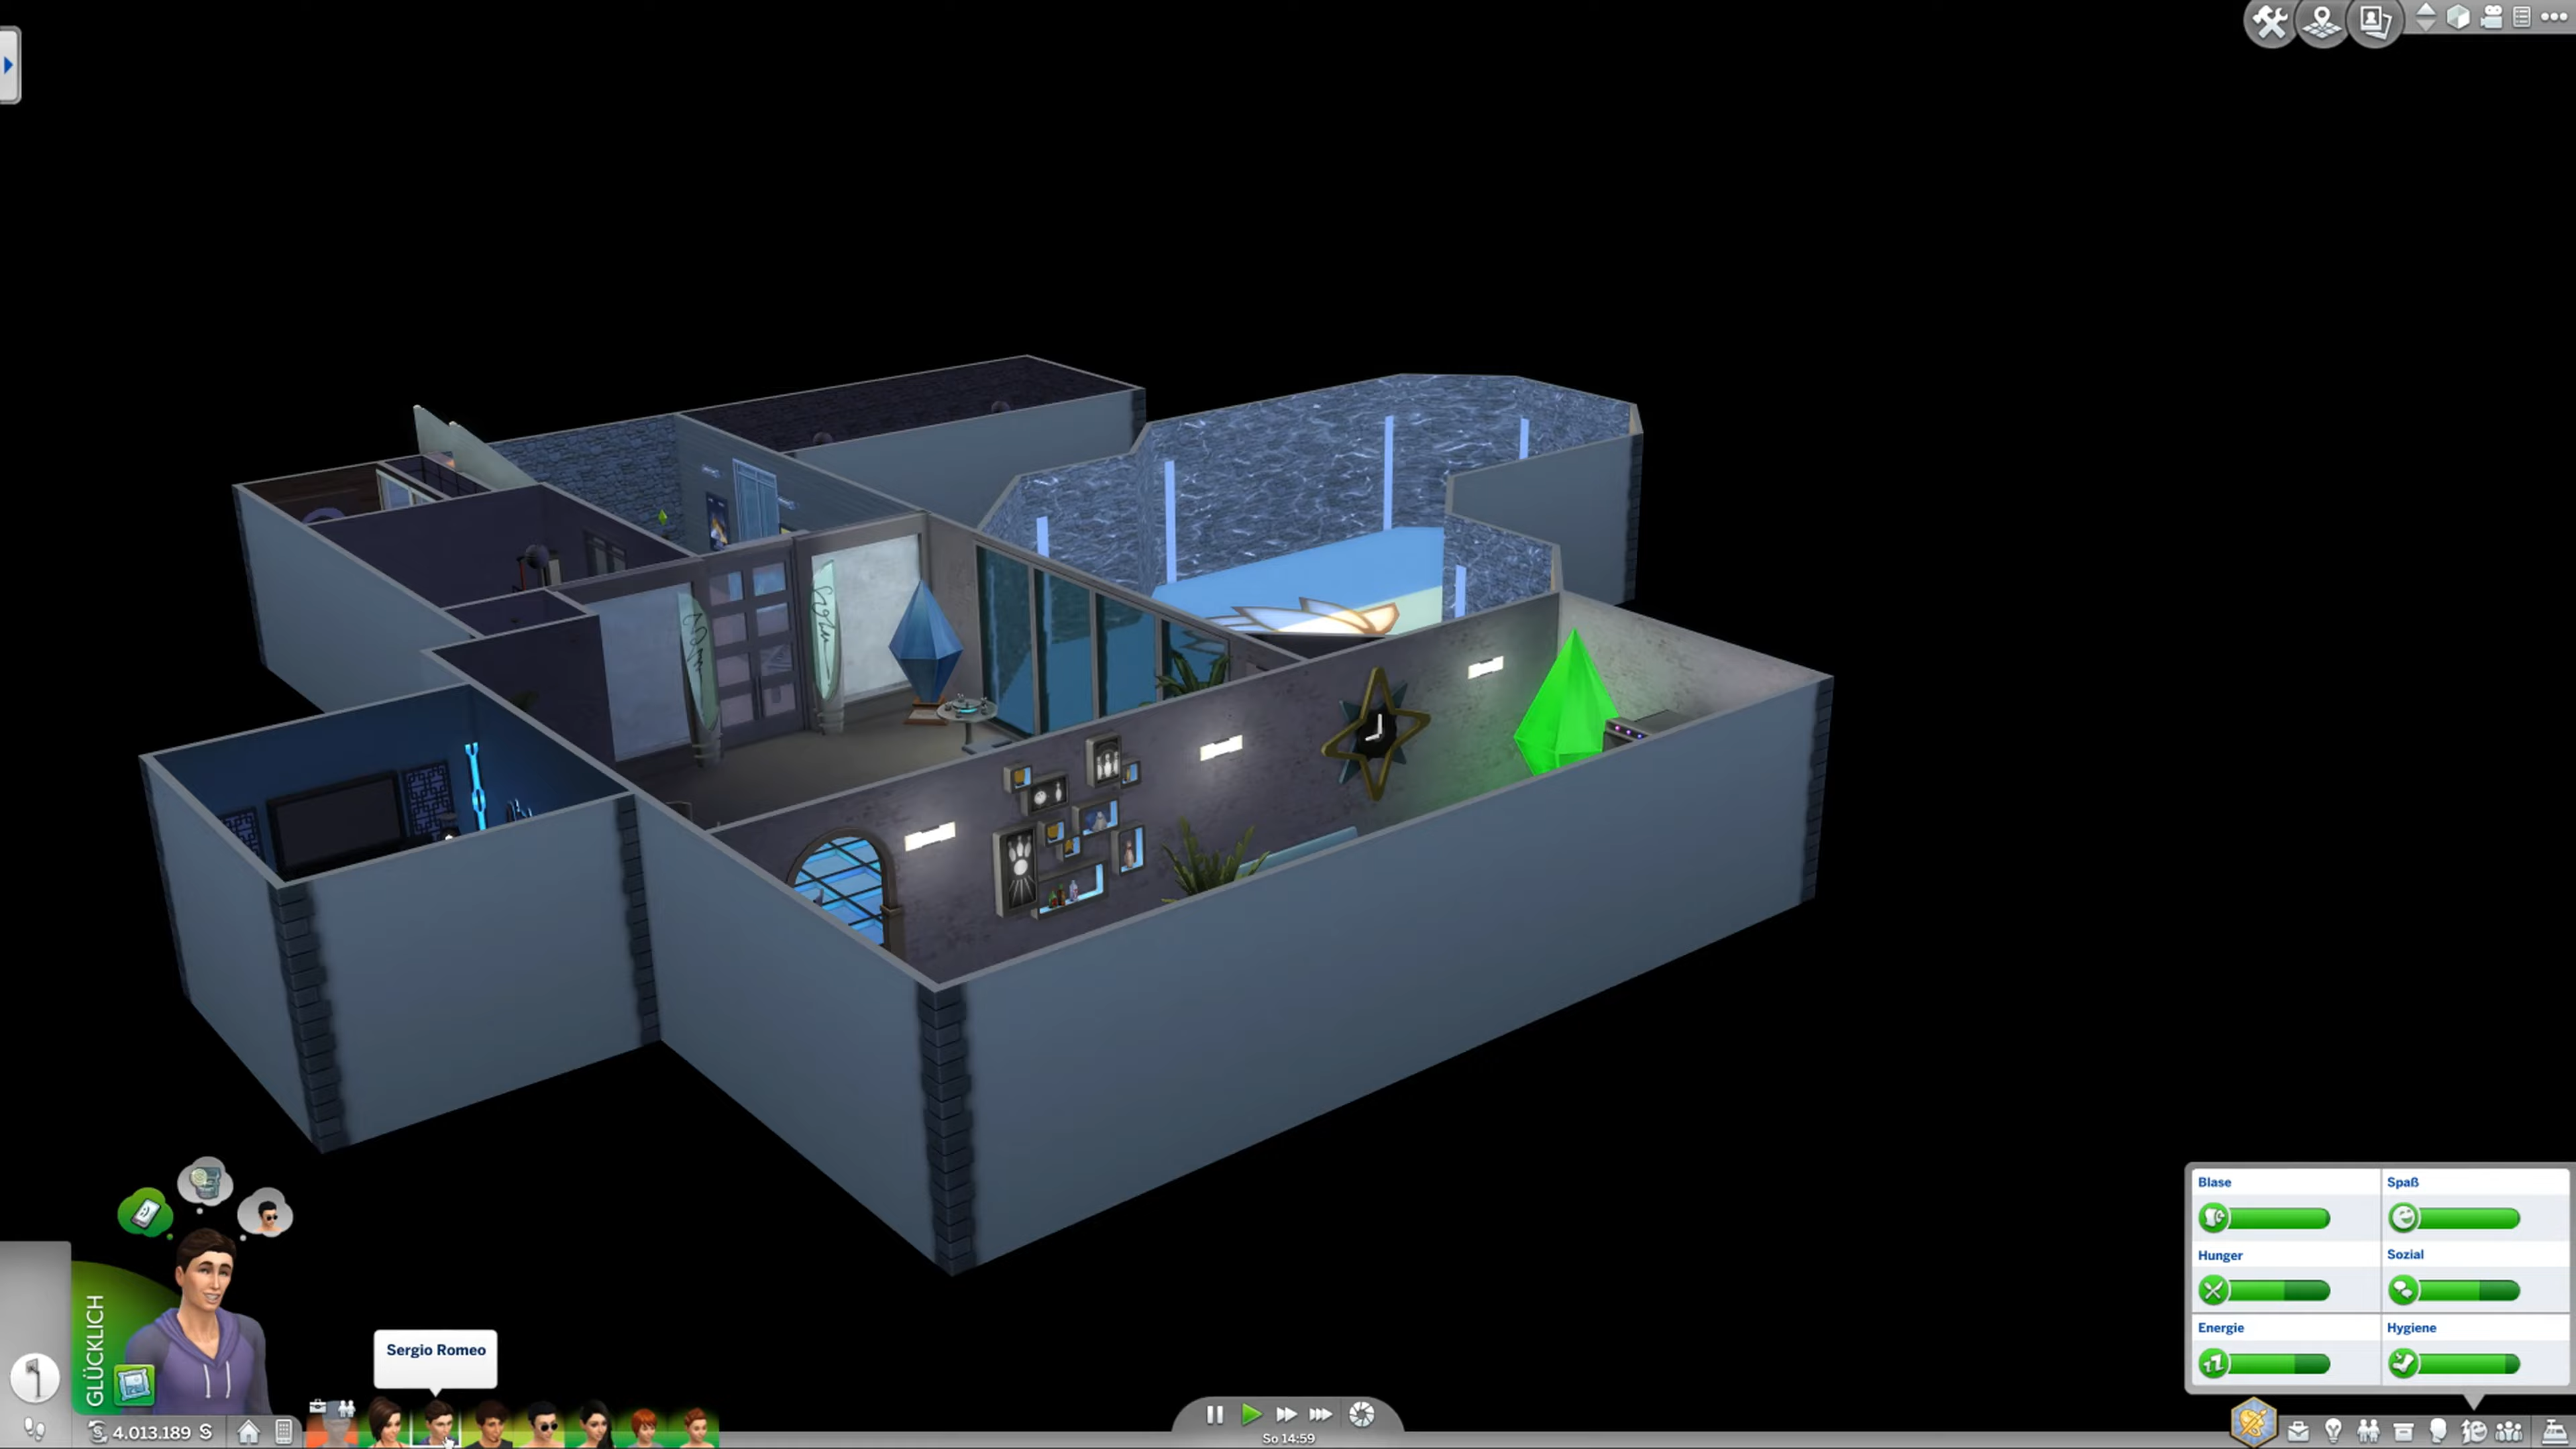 Blase
Spaß
Hunger
Sozial
Energie
Hygiene
GLÜCKLICH
Sergio Romeo
4.013.189
So 14:59